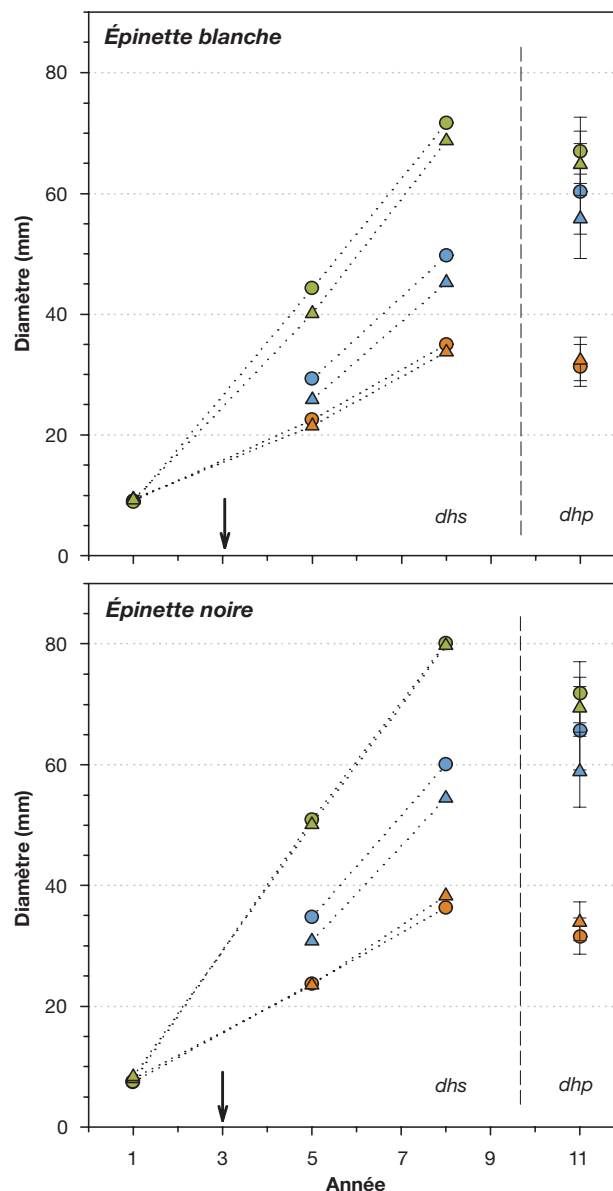 Épinette blanche
80
60
40
20
0
Diamètre (mm)
dhs
dhp
Épinette noire
80
60
40
20
0
Diamètre (mm)
dhs
dhp
1 3 5 7 9 11
Année